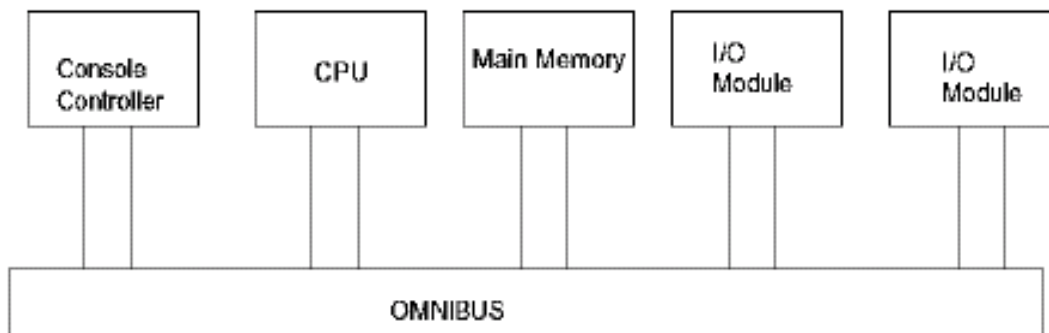 Console
Controller
CPU
Main Memory
I/O
Module
I/O
Module
OMNIBUS